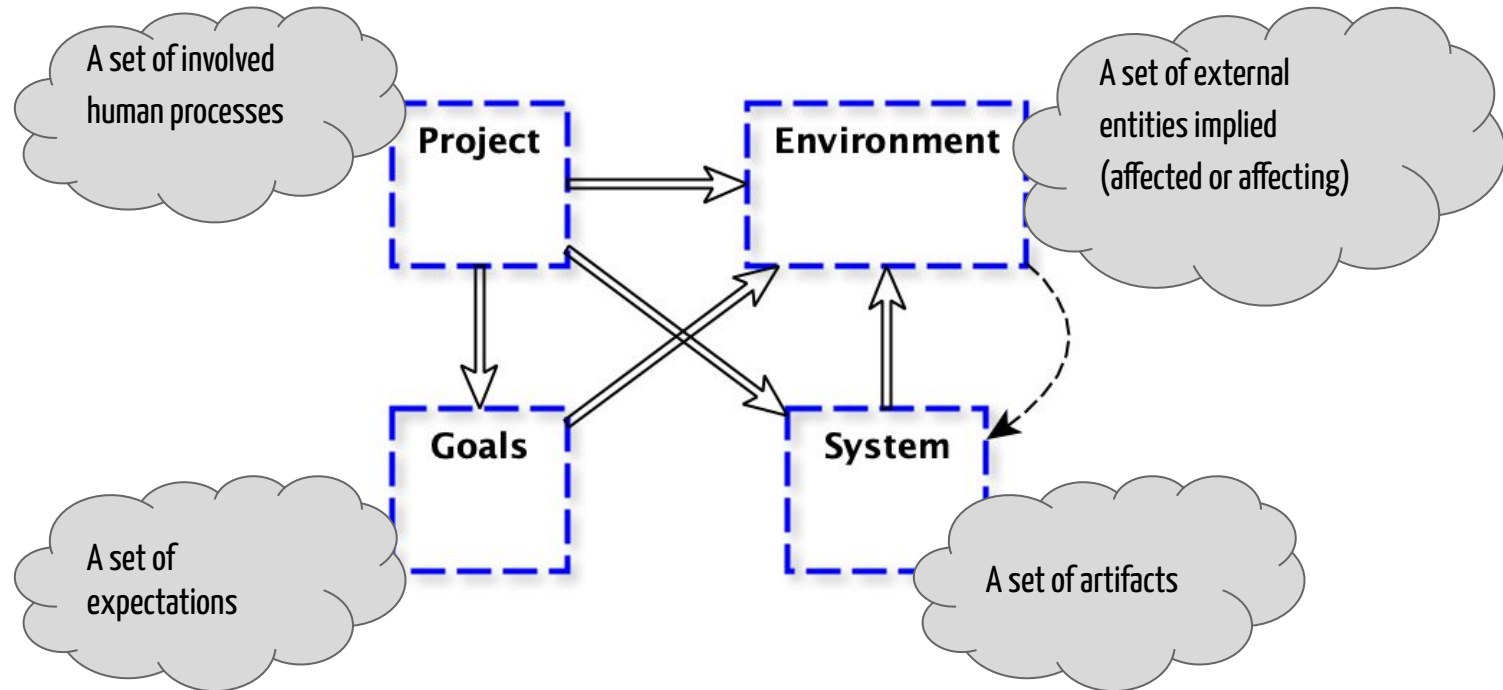 A set of involved
human processes
Project
Environment
A set of external
entities implied
(affected or affecting)
Goals
System
A set of
expectations
A set of artifacts